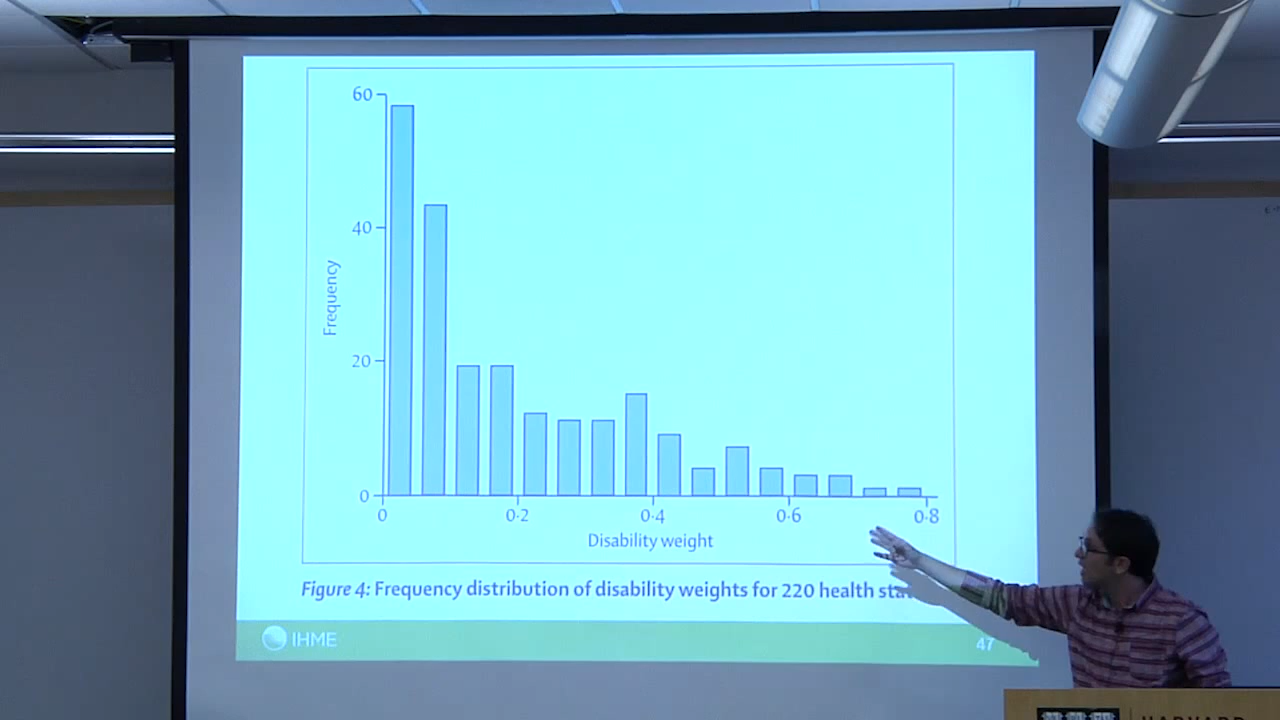 60
40
20
0
Frequency
0 0·2 0·4 0·6 0·8
Disability weight
Figure 4: Frequency distribution of disability weights for 220 health
IHME
47
HARVARD